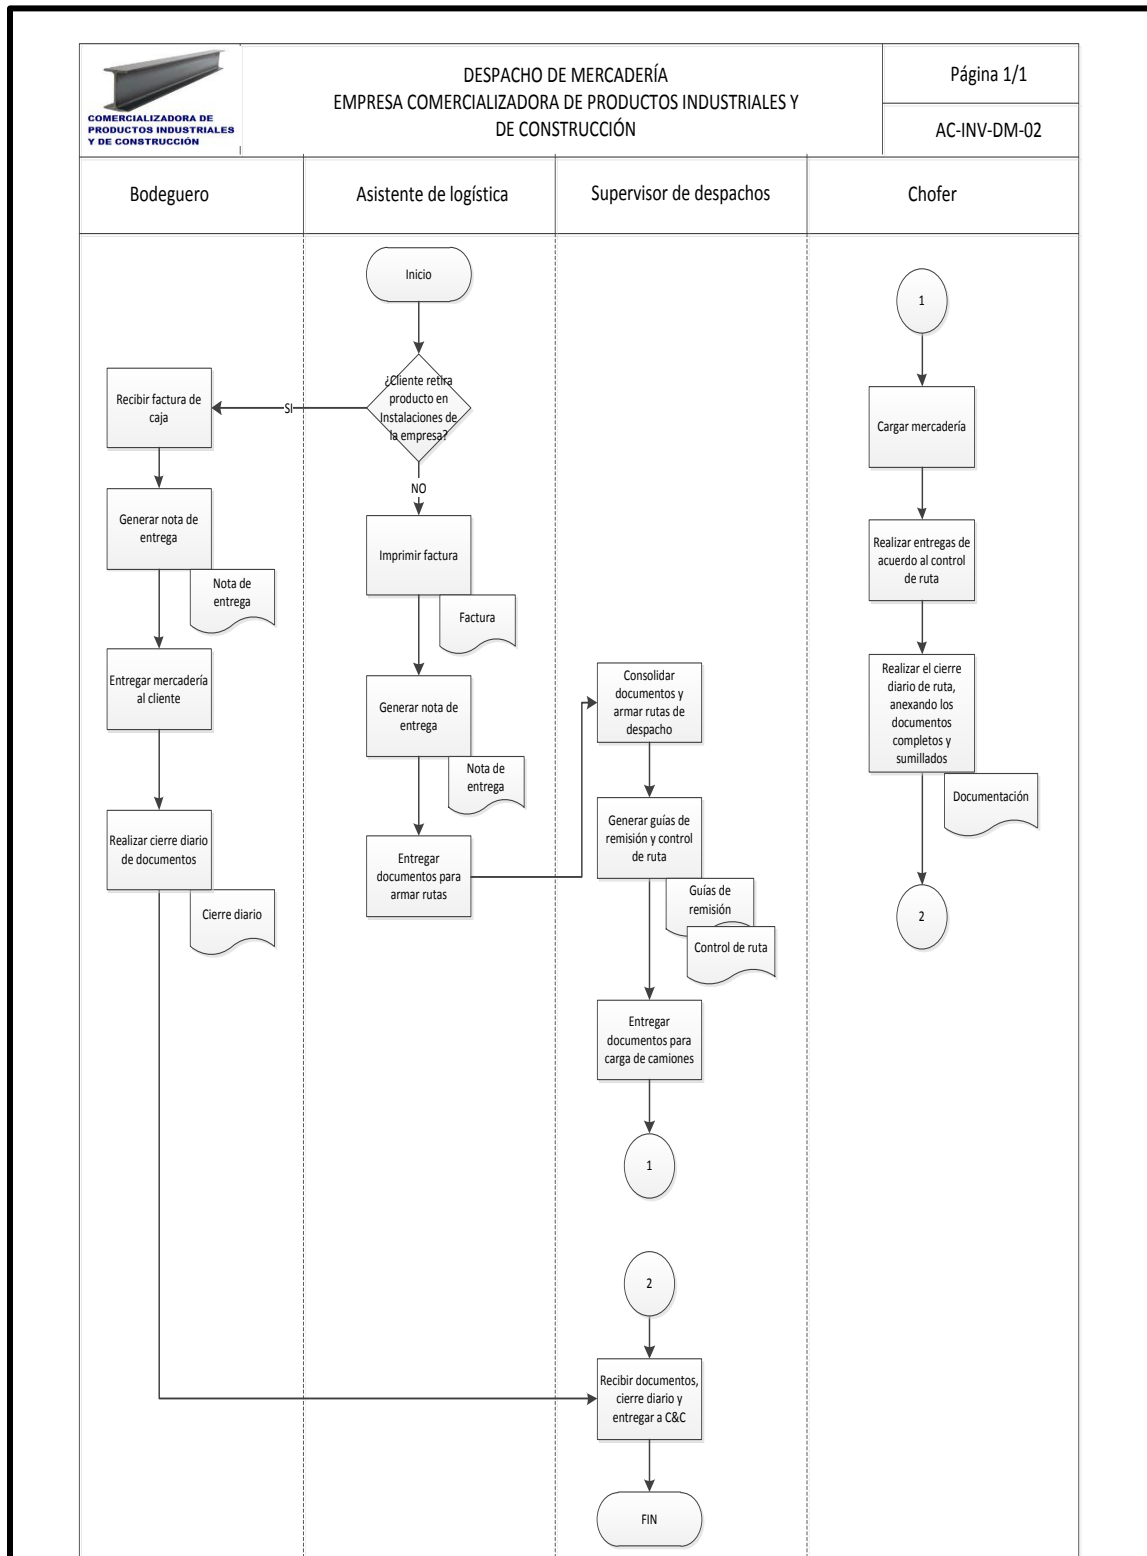 COMERCIALIZADORA DE
PRODUCTOS INDUSTRIALES
Y DE CONSTRUCCIÓN
DESPACHO DE MERCADERÍA
EMPRESA COMERCIALIZADORA DE PRODUCTOS INDUSTRIALES Y
DE CONSTRUCCIÓN
Página 1/1
AC-INV-DM-02
Bodeguero
Asistente de logística
Supervisor de despachos
Chofer
Inicio
¿Cliente retira
producto en
Instalaciones de
la empresa?
SI
NO
Recibir factura de
caja
Generar nota de
entrega
Nota de
entrega
Entregar mercadería
al cliente
Realizar cierre diario
de documentos
Cierre diario
Imprimir factura
Factura
Generar nota de
entrega
Nota de
entrega
Entregar
documentos para
armar rutas
Consolidar
documentos y
armar rutas de
despacho
Generar guías de
remisión y control
de ruta
Guías de
remisión
Control de ruta
Entregar
documentos para
carga de camiones
1
2
Recibir documentos,
cierre diario y
entregar a C&C
FIN
1
Cargar mercadería
Realizar entregas de
acuerdo al control
de ruta
Realizar el cierre
diario de ruta,
anexando los
documentos
completos y
sumillados
Documentación
2